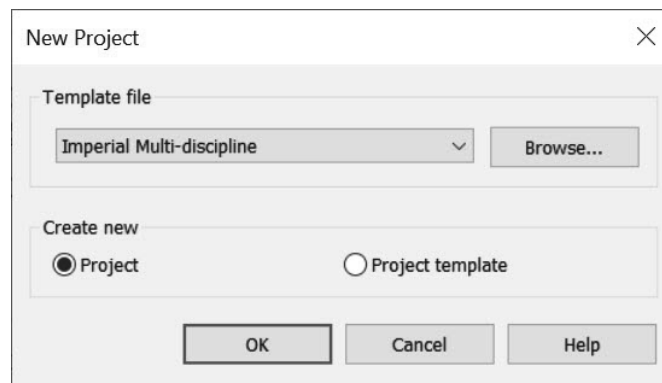 New Project
Template file
Imperial Multi-discipline
Browse...
Create new
Project
Project template
OK
Cancel
Help